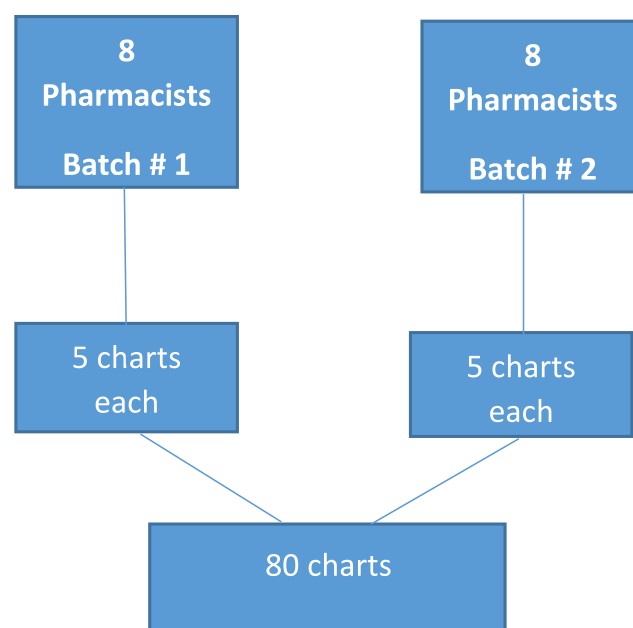 8
Pharmacists
Batch # 1
8
Pharmacists
Batch # 2
5 charts
each
5 charts
each
80 charts